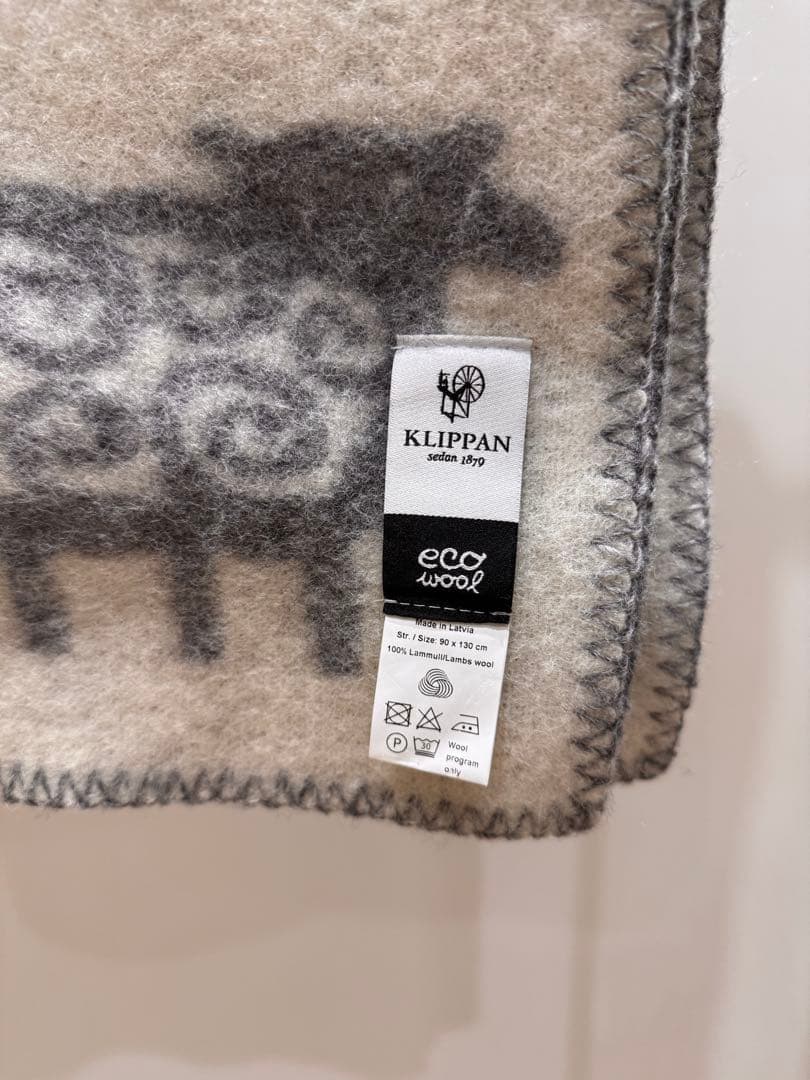 KLIPPAN
sedan 1879
eco
wool
Made in Latvia
Str. / Size: 90 x 130 cm
100% Lammull/Lambs wool
P
30
Wool
program
only